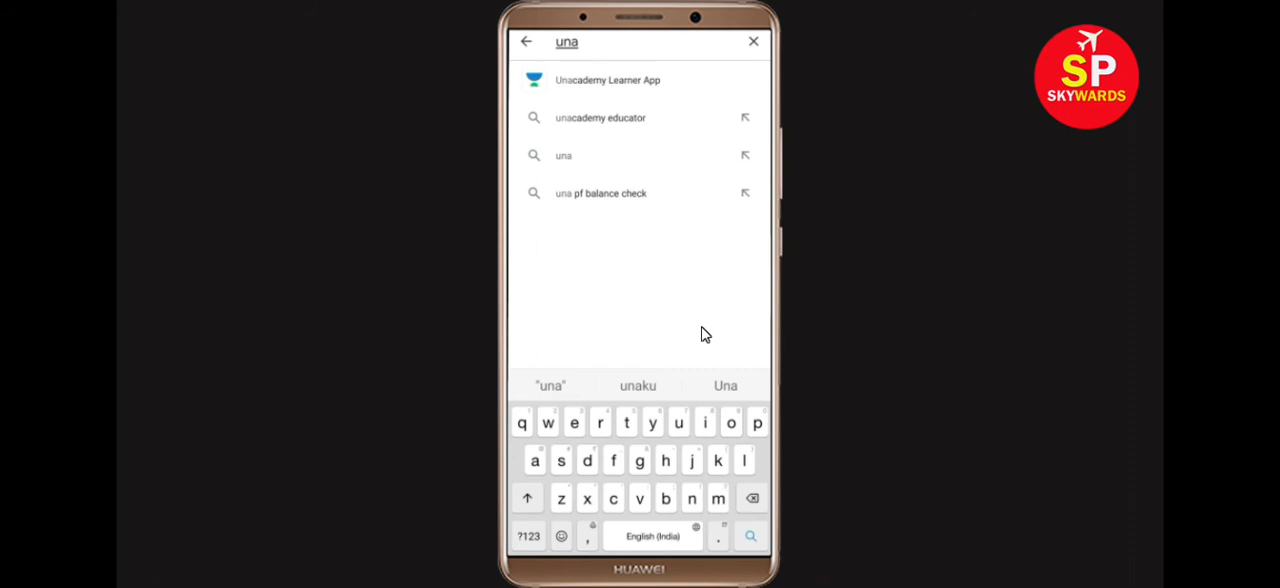 una
SP
SKYWARDS
Unacademy Learner App
unacademy educator
una
una pf balance check
"una" unaku Una
q w e r t y u i o p
a s d f g h j k l
z x c v b n m
?123 , English (India) .
HUAWEI